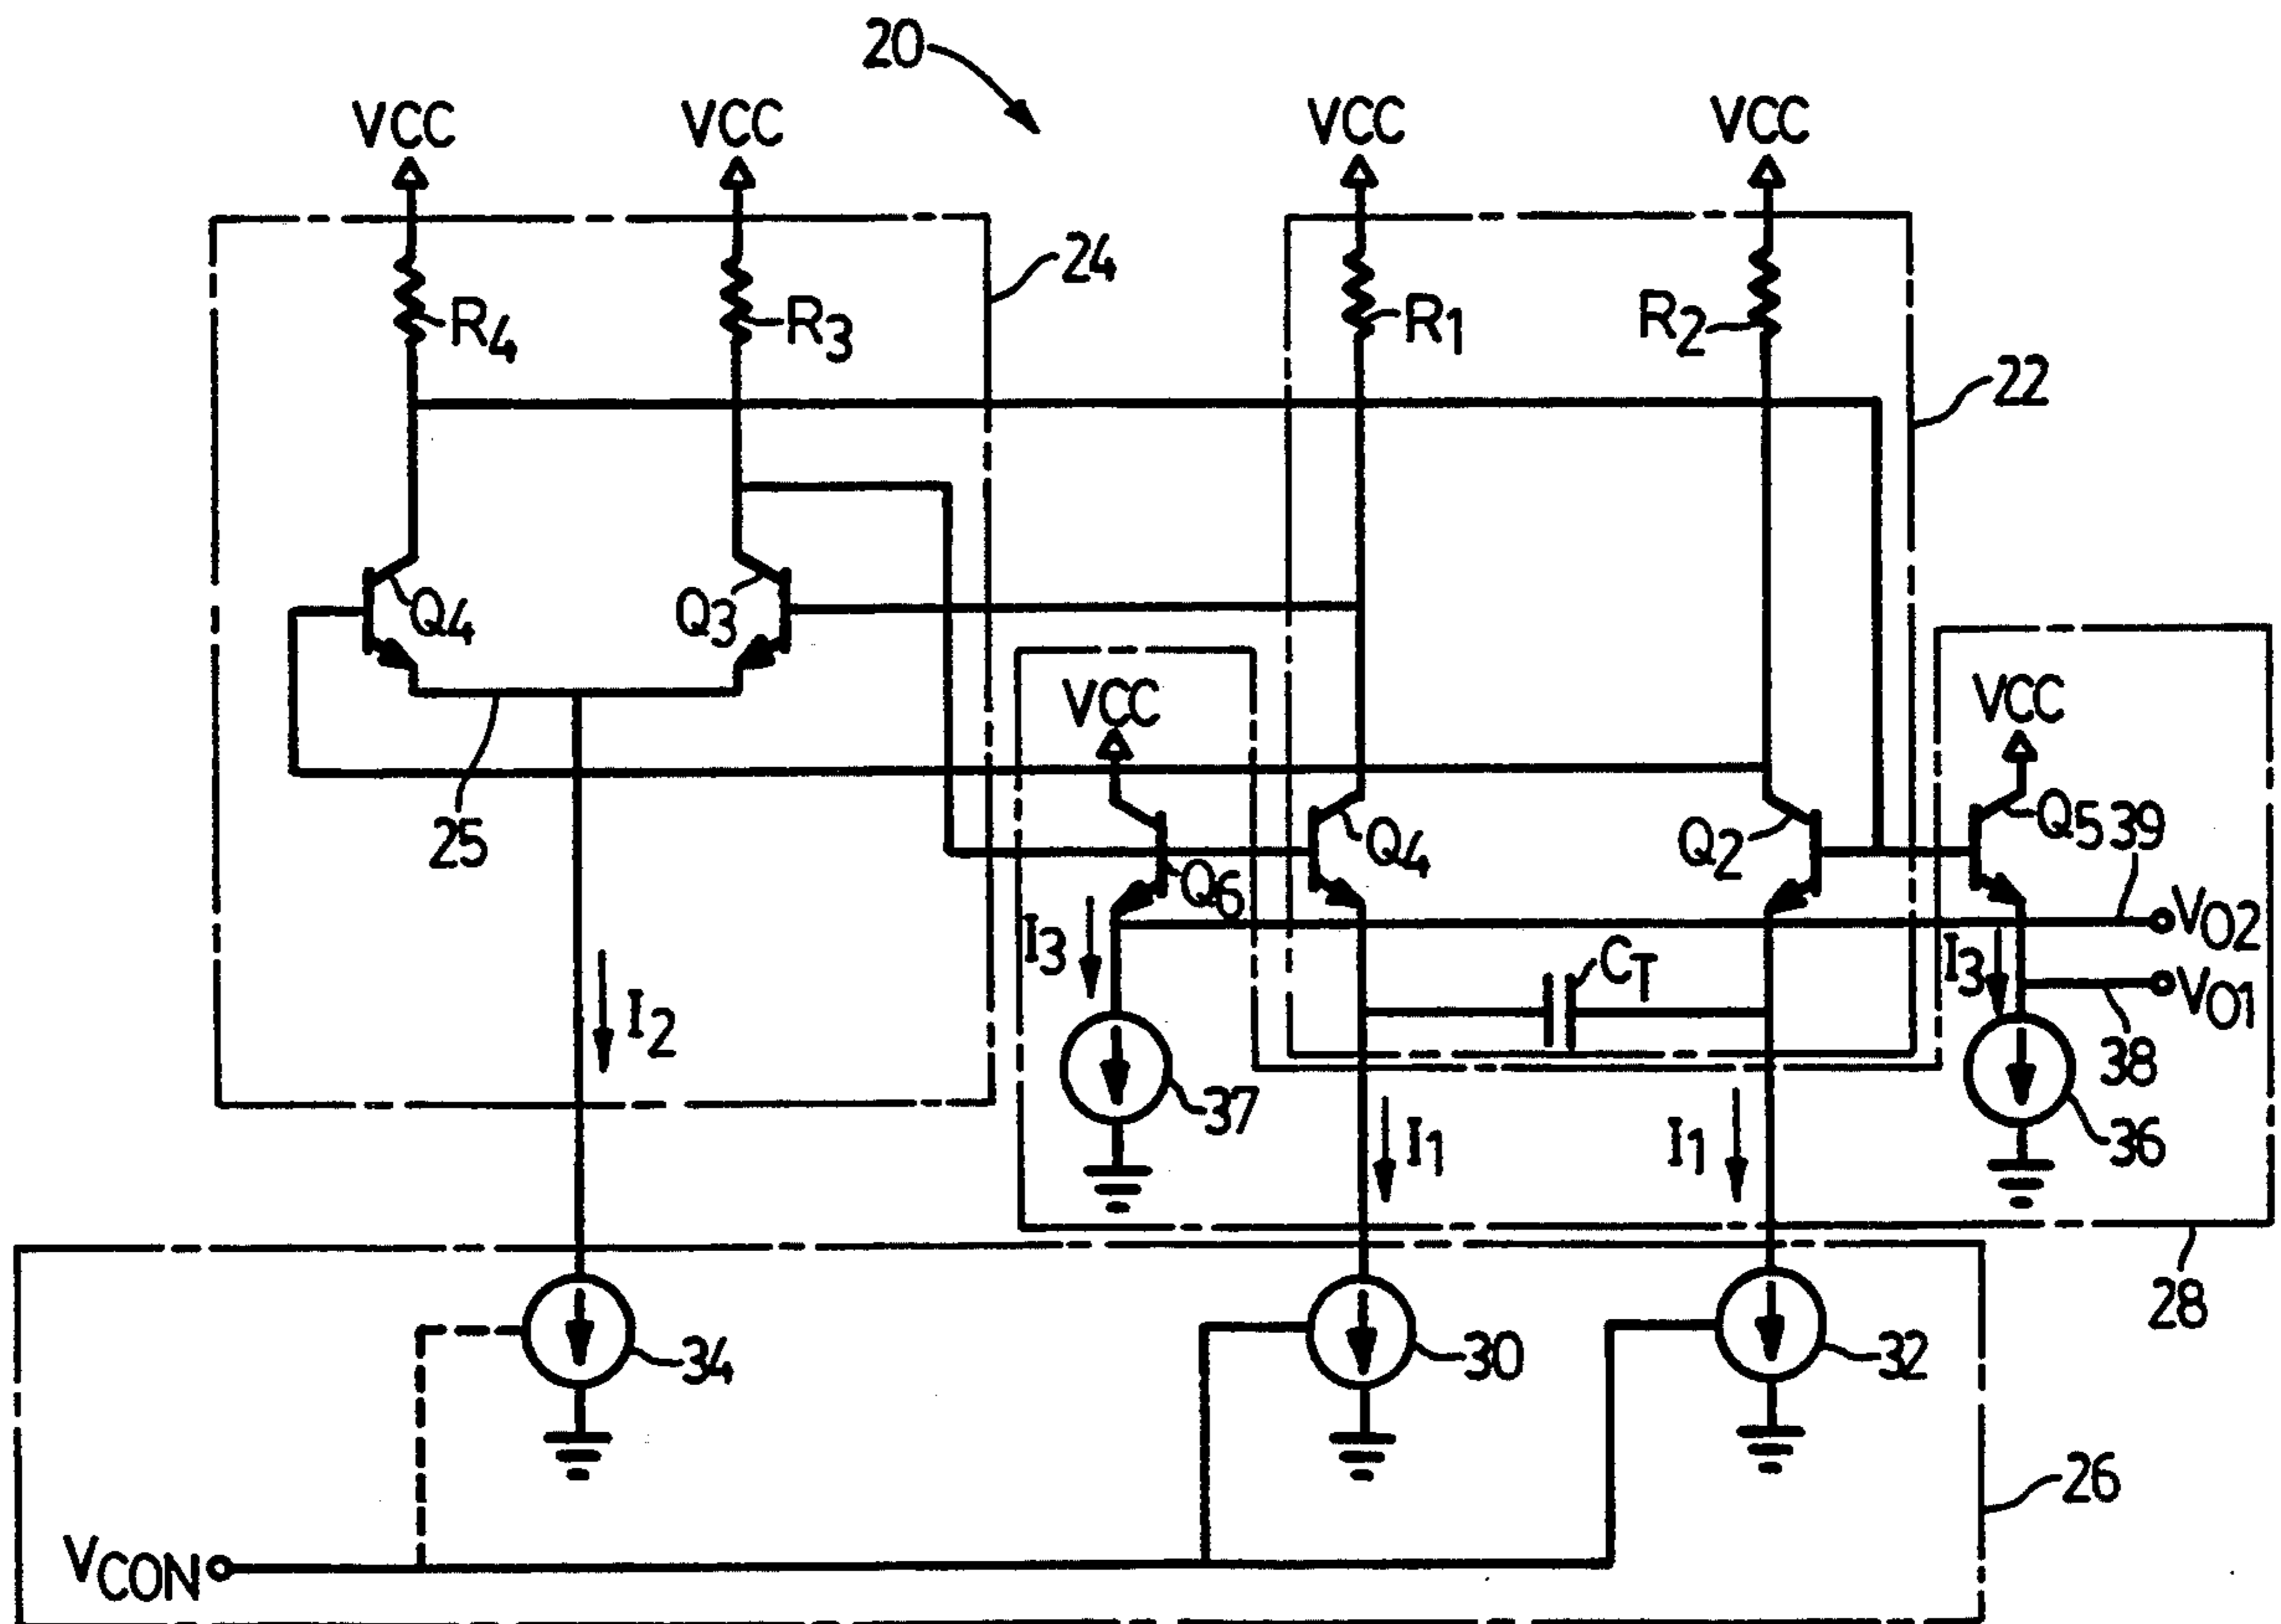 20
VCC VCC VCC VCC
24
R4 R3 R1 R2
22
Q4 Q3
VCC VCC
25
Q6 Q4 Q2 Q5 39
I3 VO2
CT I3 VO1
I2
37 38
I1 I1 36
28
34 30 32
26
VCON